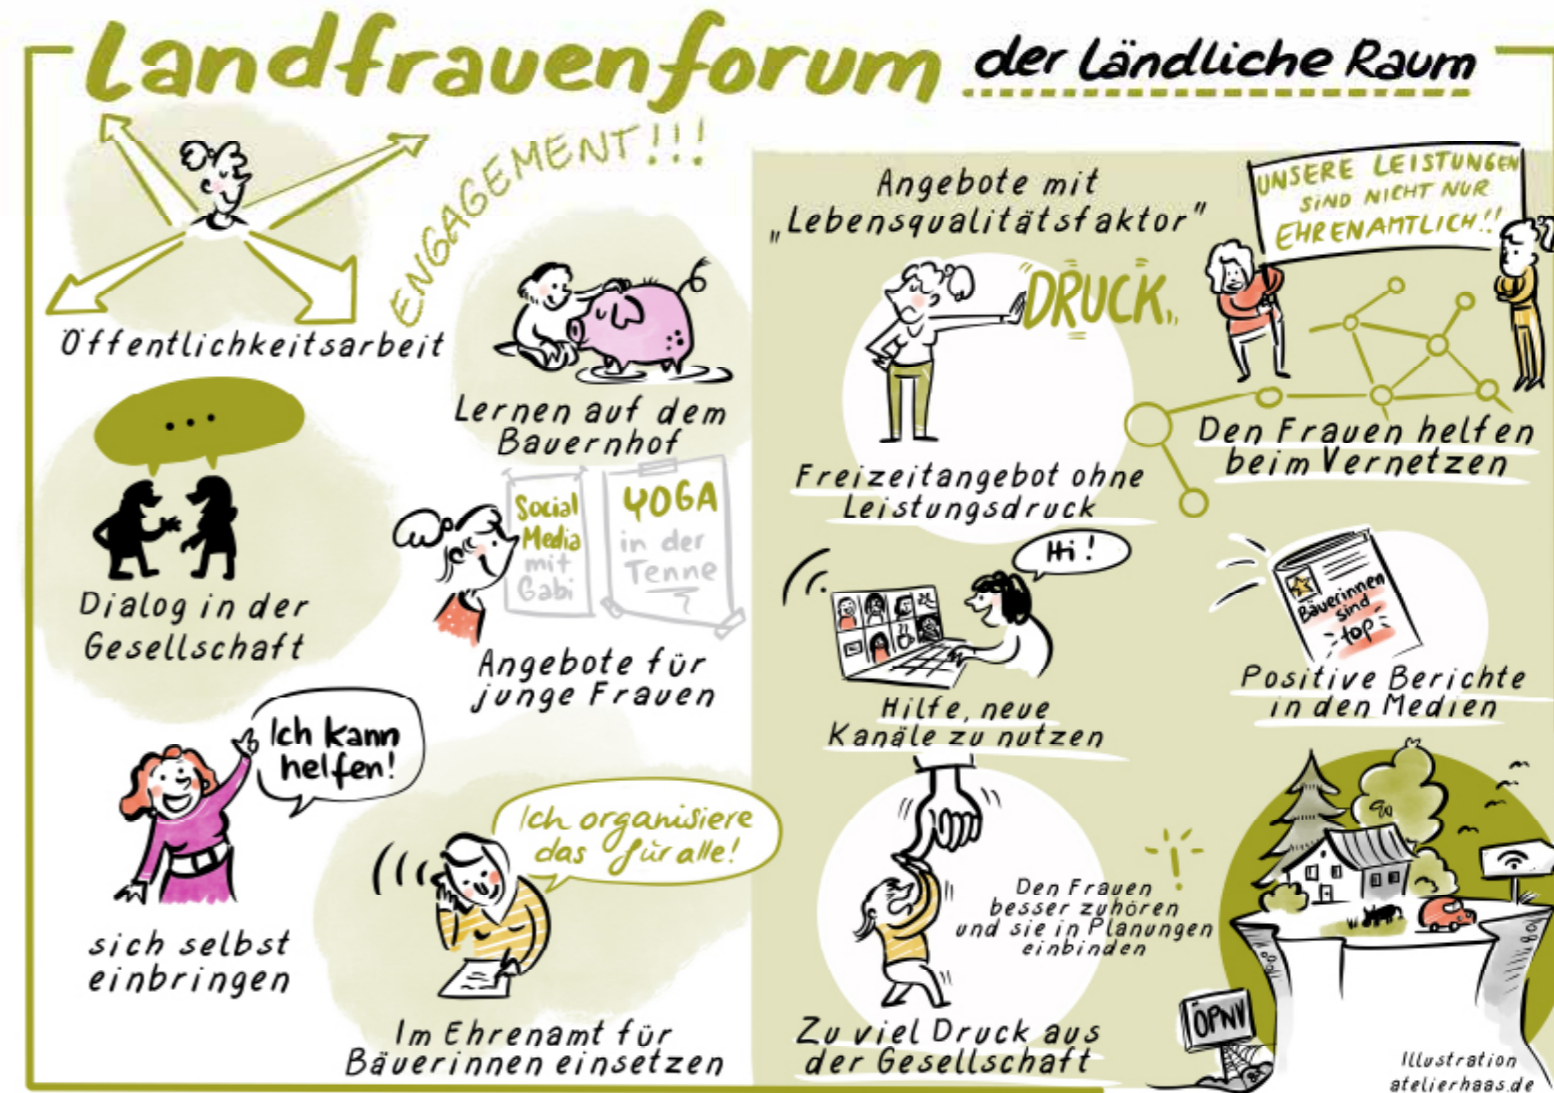 Landfrauenforum der ländliche Raum
ENGAGEMENT!!!
Öffentlichkeitsarbeit
Lernen auf dem
Bauernhof
...
Dialog in der
Gesellschaft
Social
Media
mit
Gabi
YOGA
in der
Tenne
Angebote für
junge Frauen
Ich kann
helfen!
sich selbst
einbringen
Ich organisiere
das für alle!
Im Ehrenamt für
Bäuerinnen einsetzen
Angebote mit
„Lebensqualitätsfaktor"
DRUCK
Freizeitangebot ohne
Leistungsdruck
UNSERE LEISTUNGEN
SIND NICHT NUR
EHRENAMTLICH!!
Den Frauen helfen
beim Vernetzen
Hi!
Hilfe, neue
Kanäle zu nutzen
Bäuerinnen
sind
top
Positive Berichte
in den Medien
Zu viel Druck aus
der Gesellschaft
!
Den Frauen
besser zuhören
und sie in Planungen
einbinden
ÖPNV
Illustration
atelierhaas.de